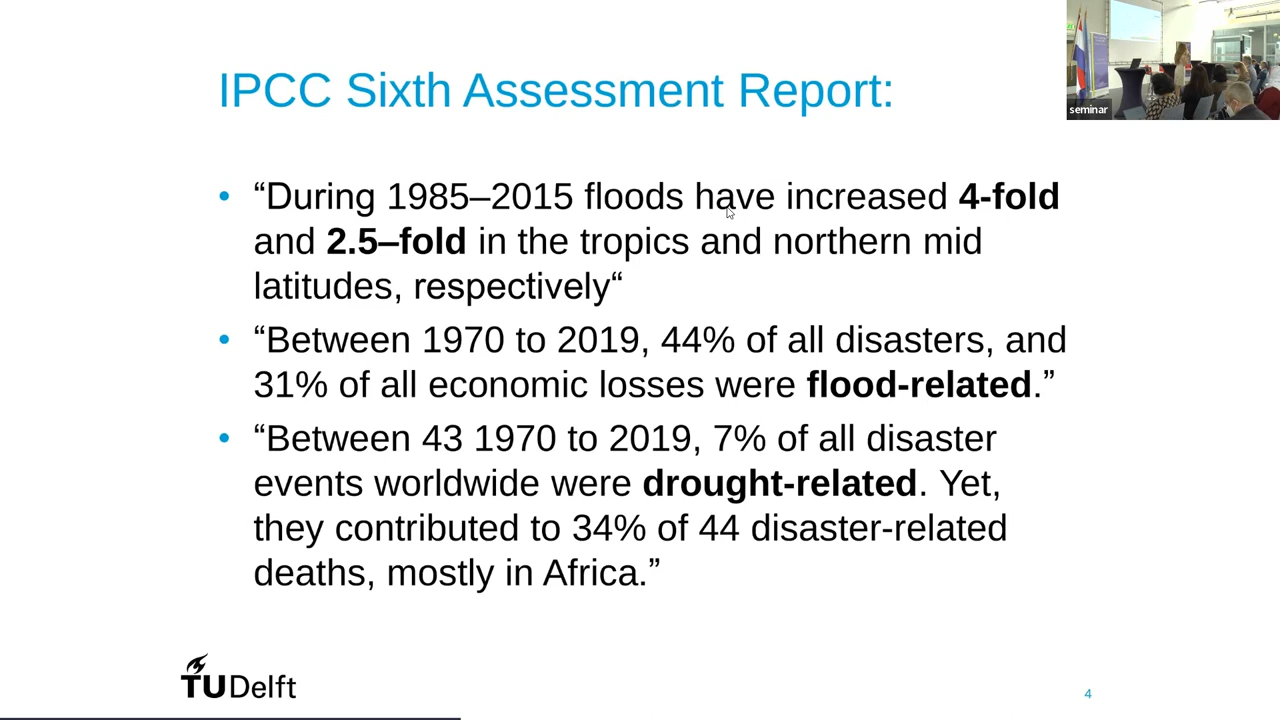 IPCC Sixth Assessment Report:
seminar
• “During 1985–2015 floods have increased 4-fold
and 2.5–fold in the tropics and northern mid
latitudes, respectively“
• “Between 1970 to 2019, 44% of all disasters, and
31% of all economic losses were flood-related.”
• “Between 43 1970 to 2019, 7% of all disaster
events worldwide were drought-related. Yet,
they contributed to 34% of 44 disaster-related
deaths, mostly in Africa.”
TUDelft
4